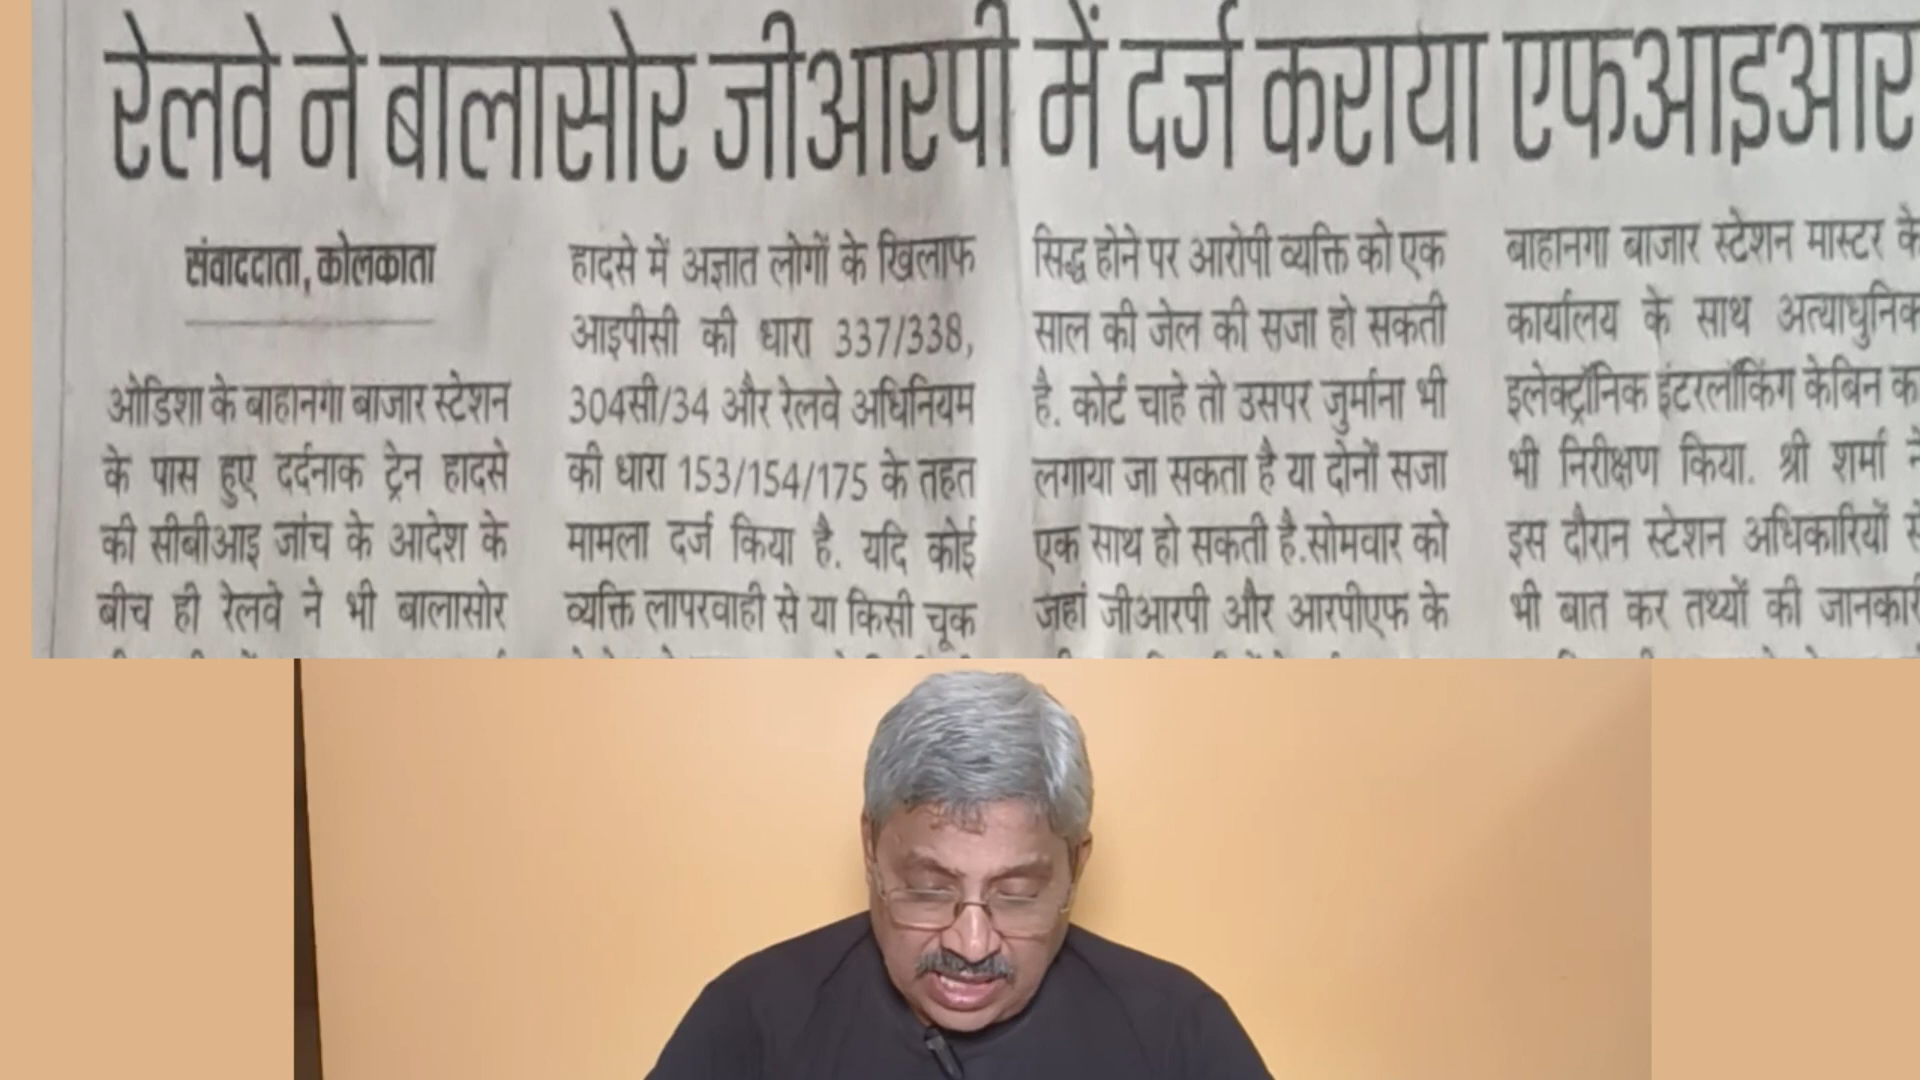 रेलवे ने बालासोर जीआरपी में दर्ज कराया एफआइआर
संवाददाता, कोलकाता
ओडिशा के बाहानगा बाजार स्टेशन
के पास हुए दर्दनाक ट्रेन हादसे
की सीबीआइ जांच के आदेश के
बीच ही रेलवे ने भी बालासोर
हादसे में अज्ञात लोगों के खिलाफ
आइपीसी की धारा 337/338,
304सी/34 और रेलवे अधिनियम
की धारा 153/154/175 के तहत
मामला दर्ज किया है. यदि कोई
व्यक्ति लापरवाही से या किसी चूक
सिद्ध होने पर आरोपी व्यक्ति को एक
साल की जेल की सजा हो सकती
है. कोर्ट चाहे तो उसपर जुर्माना भी
लगाया जा सकता है या दोनों सजा
एक साथ हो सकती है.सोमवार को
जहां जीआरपी और आरपीएफ के
बाहानगा बाजार स्टेशन मास्टर के
कार्यालय के साथ अत्याधुनिक
इलेक्ट्रॉनिक इंटरलॉकिंग केबिन का
भी निरीक्षण किया. श्री शर्मा ने
इस दौरान स्टेशन अधिकारियों से
भी बात कर तथ्यों की जानकारी